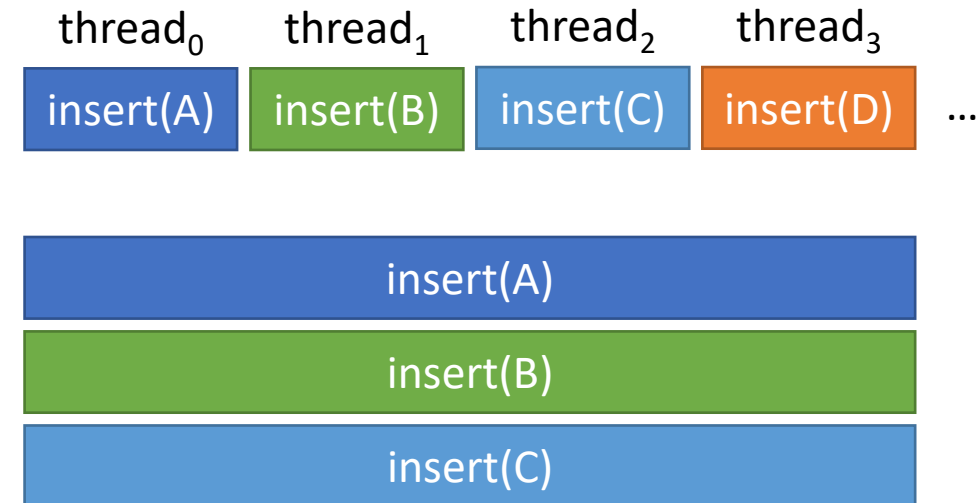 thread₀ thread₁ thread₂ thread₃
insert(A) insert(B) insert(C) insert(D) ...
insert(A)
insert(B)
insert(C)